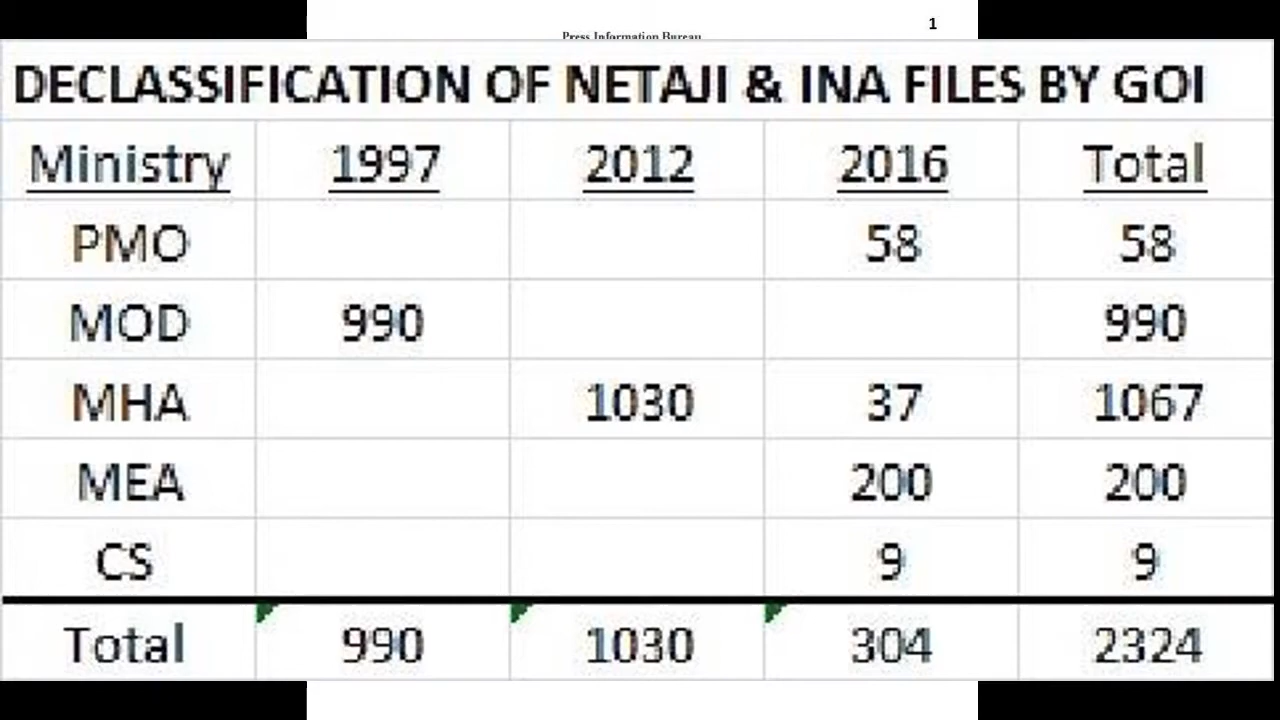 1
Press Information Bureau
DECLASSIFICATION OF NETAJI & INA FILES BY GOI
Ministry 1997 2012 2016 Total
PMO 58 58
MOD 990 990
MHA 1030 37 1067
MEA 200 200
CS 9 9
Total 990 1030 304 2324